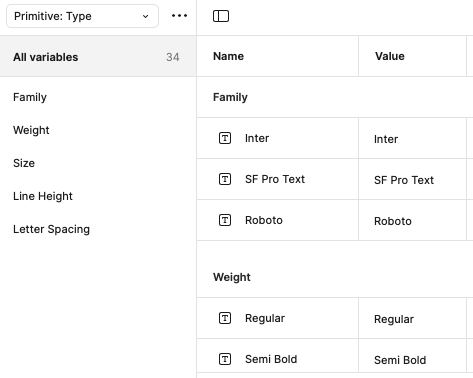 Primitive: Type
All variables 34
Family
Weight
Size
Line Height
Letter Spacing
Name Value
Family
Inter Inter
SF Pro Text SF Pro Text
Roboto Roboto
Weight
Regular Regular
Semi Bold Semi Bold